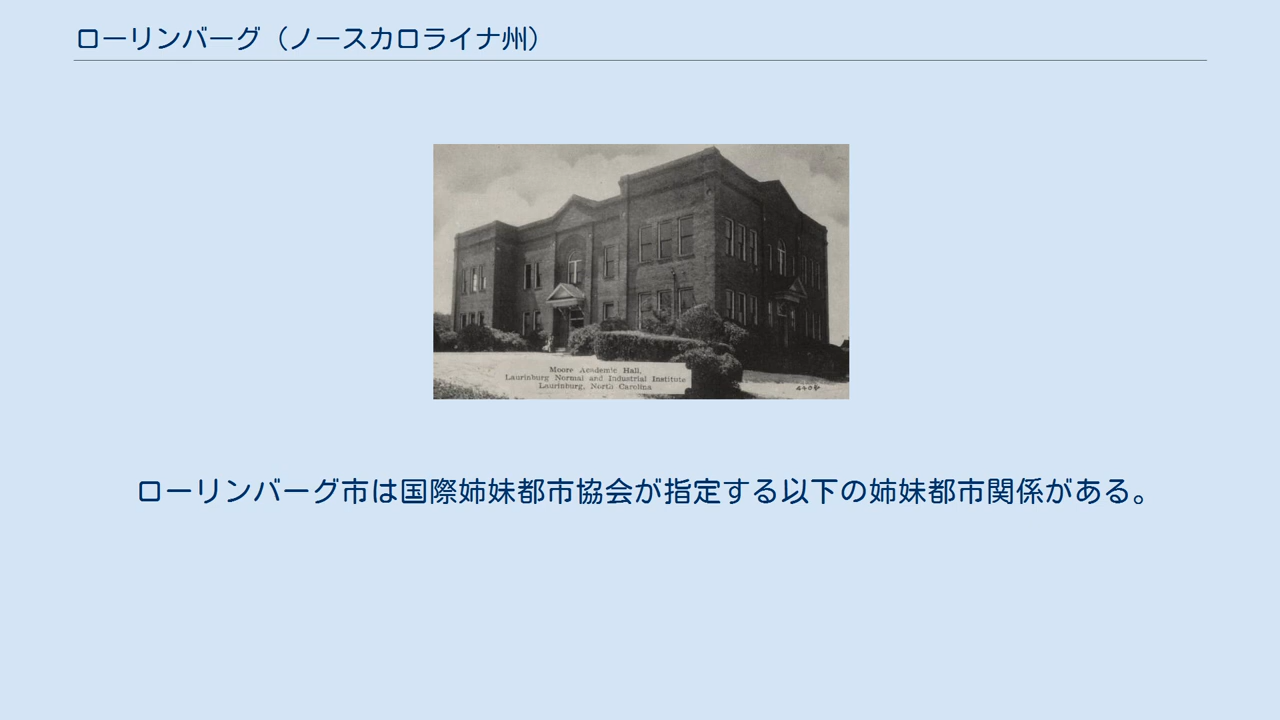 ローリンバーグ（ノースカロライナ州）
Moore Academic Hall,
Laurinburg Normal and Industrial Institute
Laurinburg, North Carolina
ローリンバーグ市は国際姉妹都市協会が指定する以下の姉妹都市関係がある。